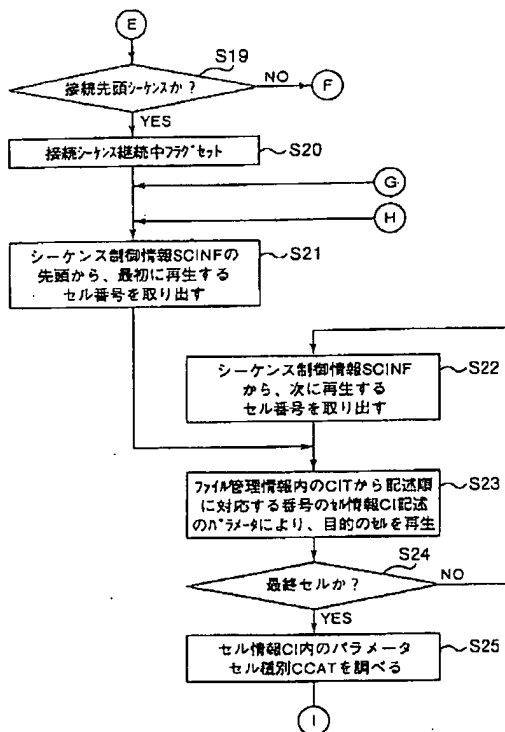 E
S19
接続先頭シーケンスか？
NO
F
YES
接続シーケンス継続中フラグセット
S20
G
H
S21
シーケンス制御情報SCINFの
先頭から、最初に再生する
セル番号を取り出す
シーケンス制御情報SCINF
から、次に再生する
セル番号を取り出す
S22
ファイル管理情報内のCITから記述順
に対応する番号のセル情報CI記述
のパラメータにより、目的のセルを再生
S23
S24
最終セルか？
NO
YES
セル情報CI内のパラメータ
セル種別CCATを調べる
S25
I